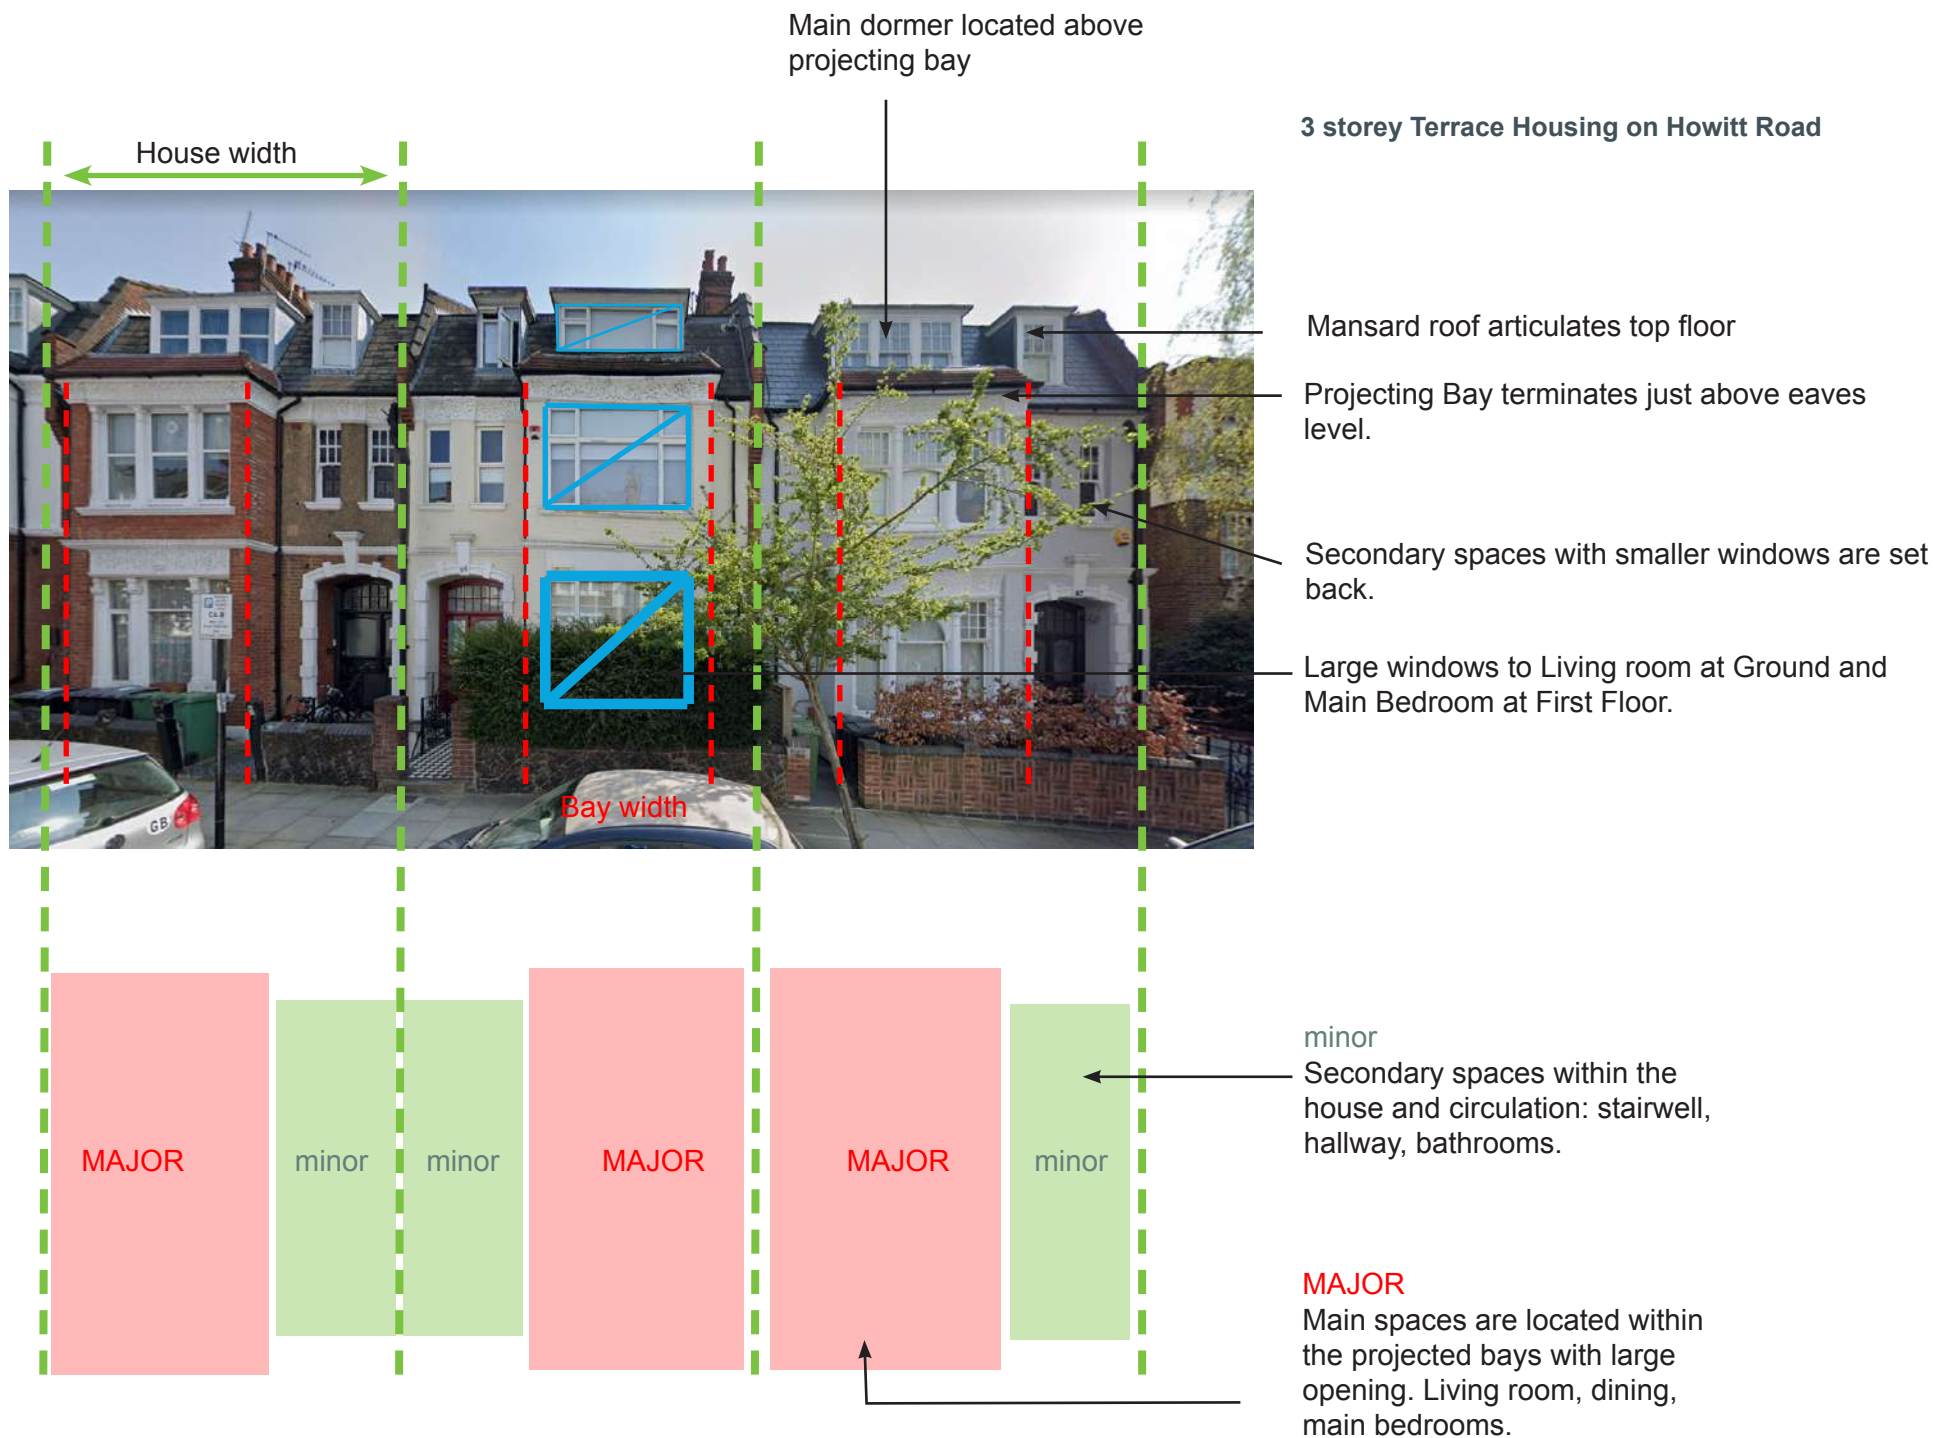 Main dormer located above
projecting bay
3 storey Terrace Housing on Howitt Road
House width
Mansard roof articulates top floor
Projecting Bay terminates just above eaves
level.
Secondary spaces with smaller windows are set
back.
Large windows to Living room at Ground and
Main Bedroom at First Floor.
Bay width
GB
P
minor
Secondary spaces within the
house and circulation: stairwell,
hallway, bathrooms.
MAJOR
minor
minor
MAJOR
MAJOR
minor
MAJOR
Main spaces are located within
the projected bays with large
opening. Living room, dining,
main bedrooms.